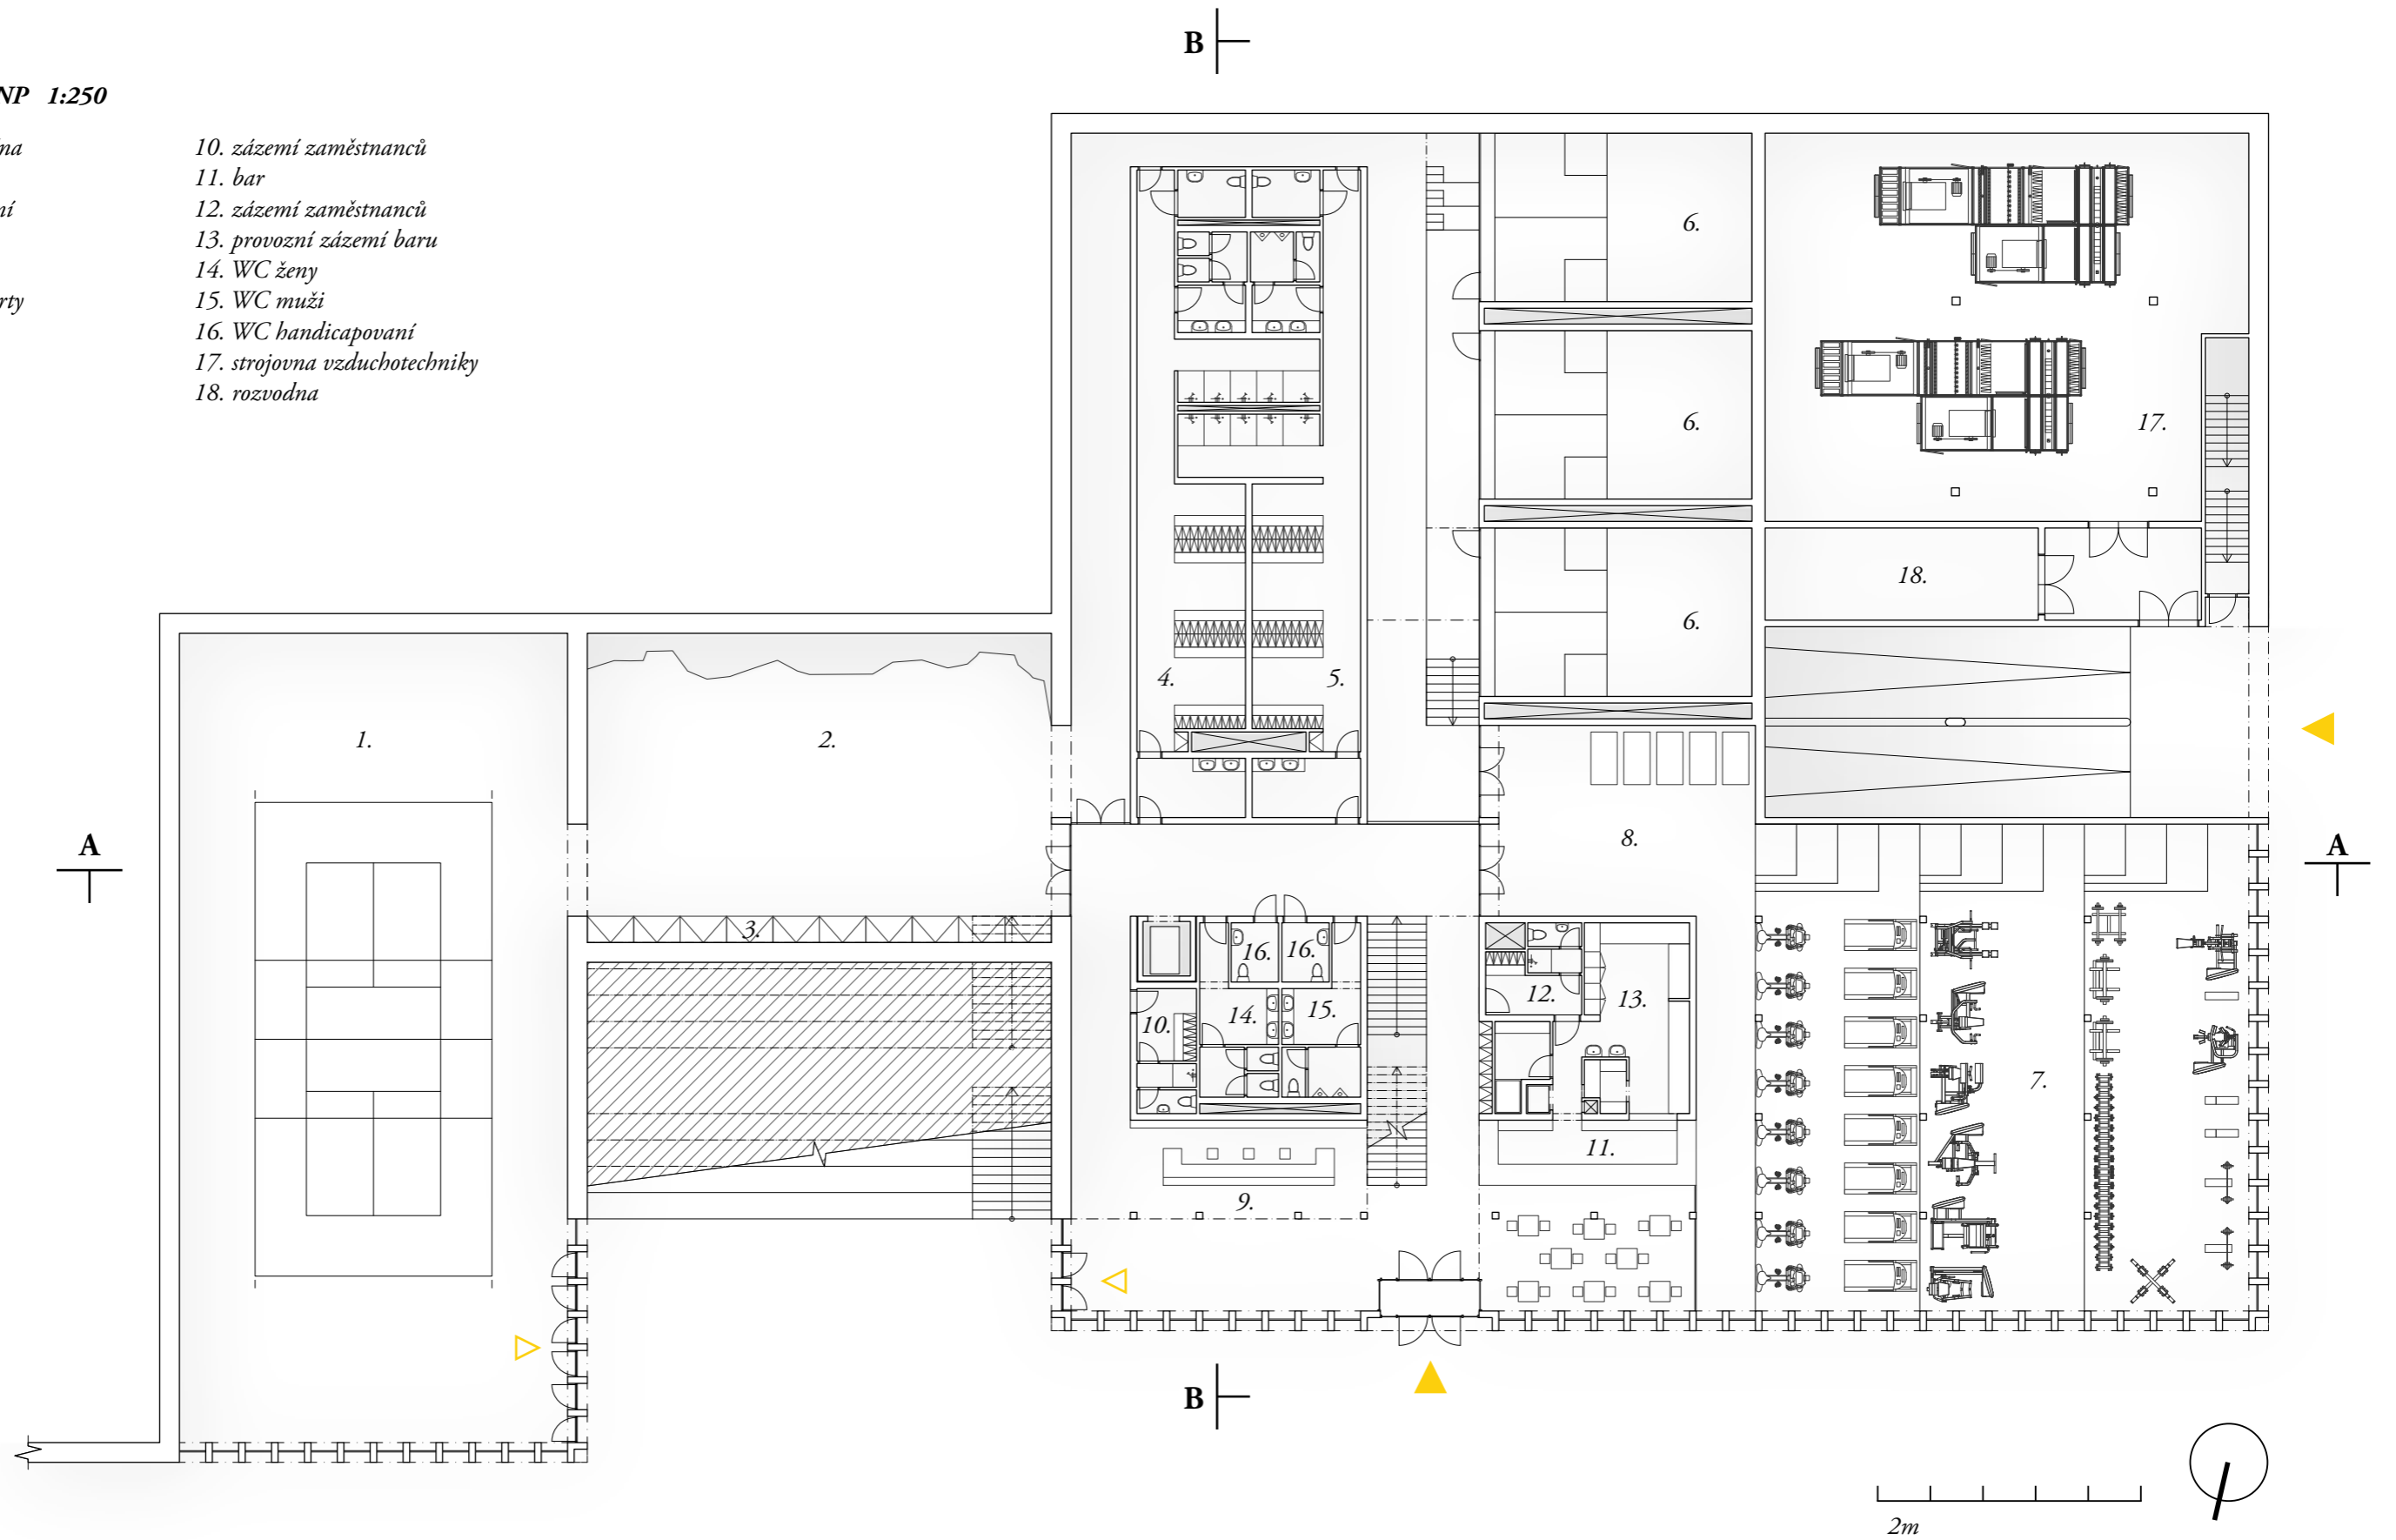 B
NP 1:250
10. zázemí zaměstnanců
11. bar
12. zázemí zaměstnanců
13. provozní zázemí baru
14. WC ženy
15. WC muži
16. WC handicapovaní
17. strojovna vzduchotechniky
18. rozvodna
6.
6.
17.
18.
6.
4.
5.
1.
2.
8.
A
A
3.
16.
16.
12.
13.
10.
14.
15.
7.
11.
9.
B
2m